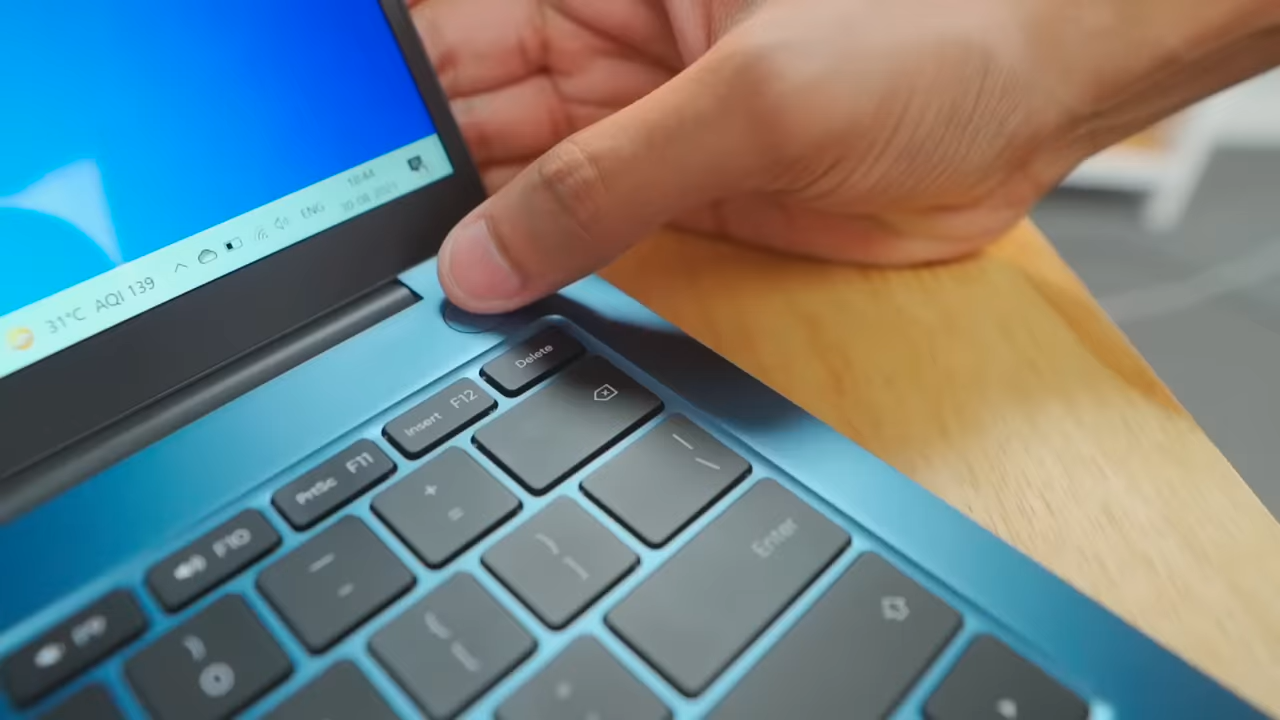 31°C AQI 139
ENG
Delete
Insert F12
PrtSc F11
F10
+
=
Enter